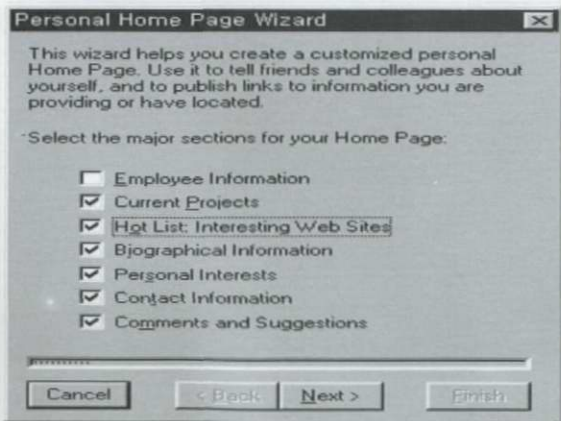 Personal Home Page Wizard
This wizard helps you create a customized personal
Home Page. Use it to tell friends and colleagues about
yourself, and to publish links to information you are
providing or have located.
Select the major sections for your Home Page:
Employee Information
Current Projects
Hot List: Interesting Web Sites
Biographical Information
Personal Interests
Contact Information
Comments and Suggestions
Cancel
< Back
Next >
Finish